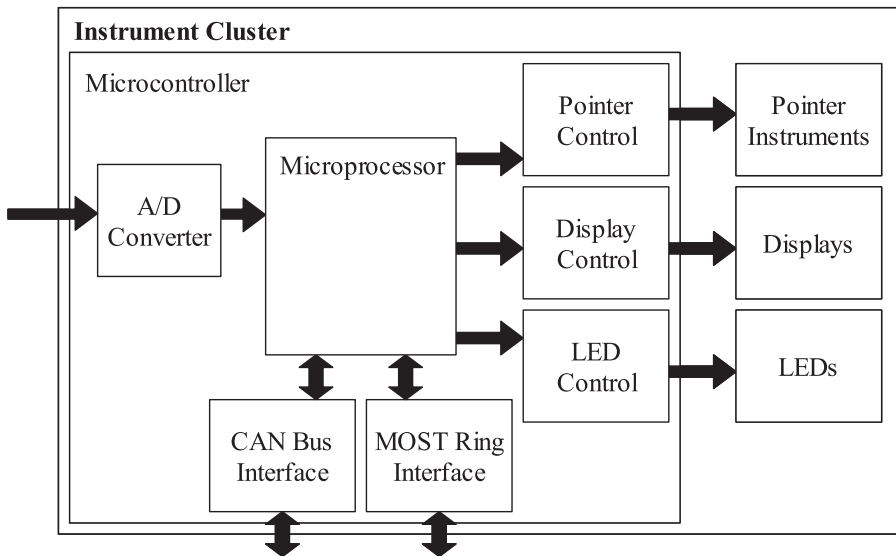 Instrument Cluster
Microcontroller
A/D
Converter
Microprocessor
Pointer
Control
Pointer
Instruments
Display
Control
Displays
LED
Control
LEDs
CAN Bus
Interface
MOST Ring
Interface